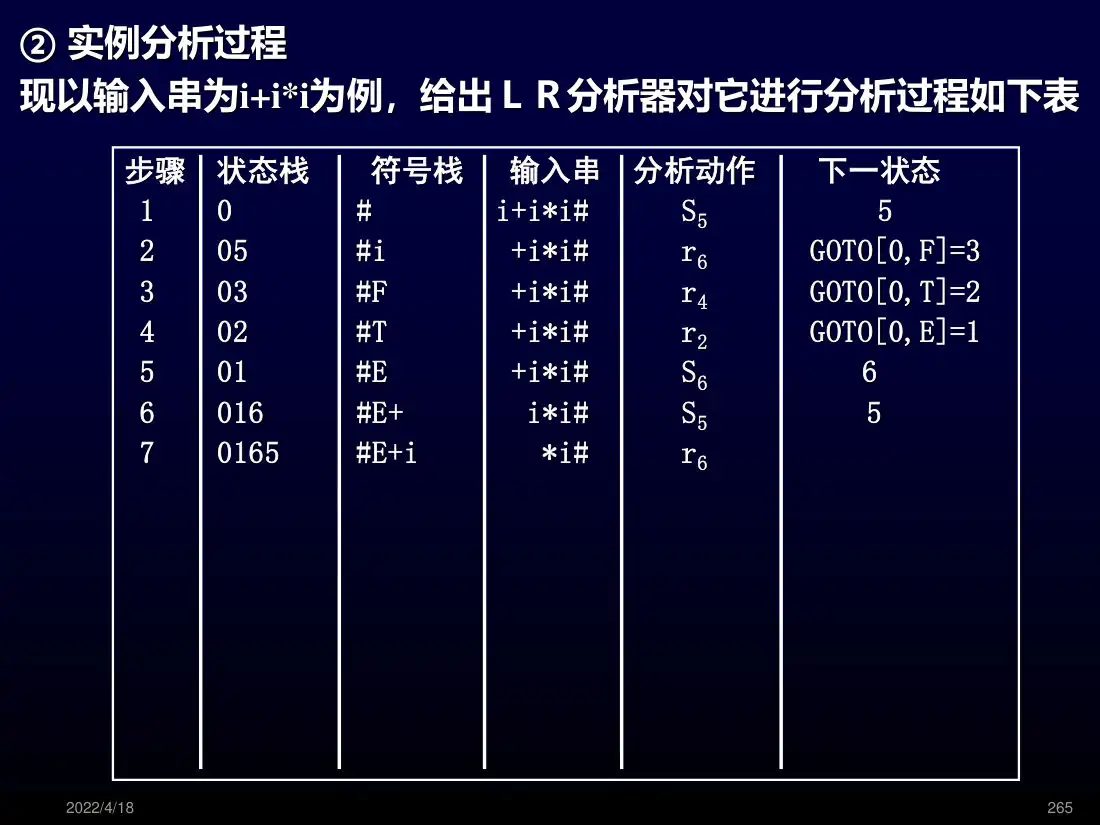 ② 实例分析过程
现以输入串为i+i*i为例，给出ＬＲ分析器对它进行分析过程如下表
步骤 状态栈 符号栈 输入串 分析动作 下一状态
1 0 # i+i*i# S5 5
2 05 #i +i*i# r6 GOTO[0,F]=3
3 03 #F +i*i# r4 GOTO[0,T]=2
4 02 #T +i*i# r2 GOTO[0,E]=1
5 01 #E +i*i# S6 6
6 016 #E+ i*i# S5 5
7 0165 #E+i *i# r6
2022/4/18 265